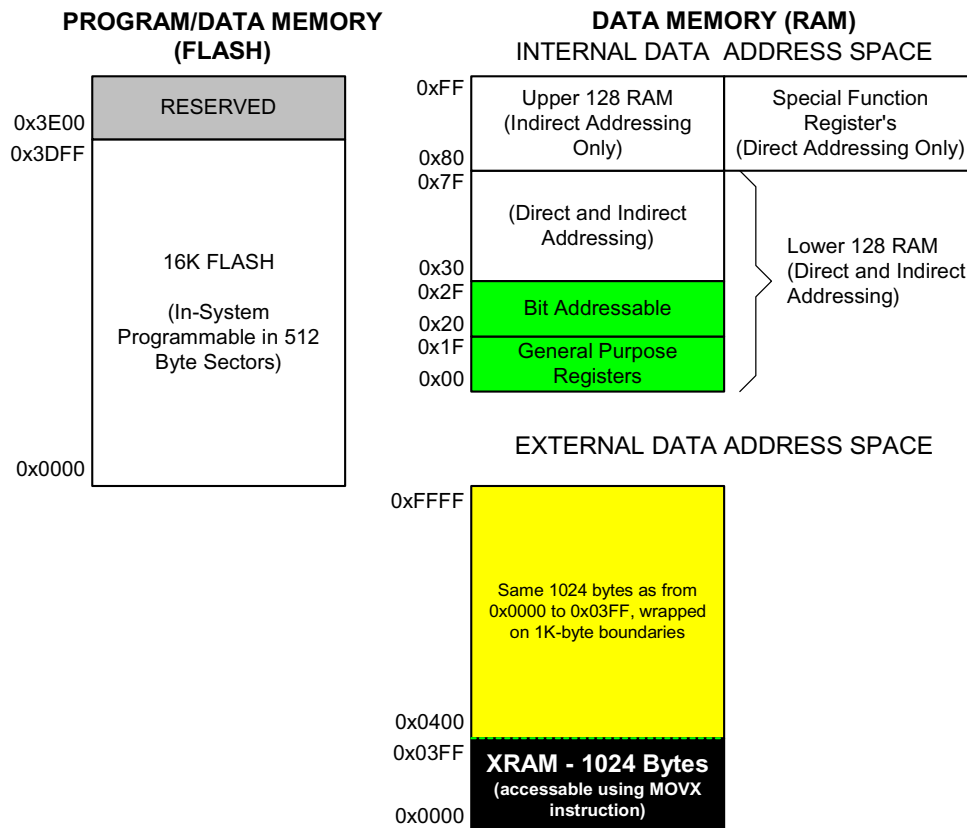 PROGRAM/DATA MEMORY
(FLASH)
RESERVED
0x3E00
0x3DFF
16K FLASH
(In-System
Programmable in 512
Byte Sectors)
0x0000
DATA MEMORY (RAM)
INTERNAL DATA ADDRESS SPACE
0xFF
Upper 128 RAM
(Indirect Addressing
Only)
0x80
Special Function
Register's
(Direct Addressing Only)
0x7F
(Direct and Indirect
Addressing)
0x30
0x2F
Bit Addressable
0x20
0x1F
General Purpose
Registers
0x00
Lower 128 RAM
(Direct and Indirect
Addressing)
EXTERNAL DATA ADDRESS SPACE
0xFFFF
Same 1024 bytes as from
0x0000 to 0x03FF, wrapped
on 1K-byte boundaries
0x0400
0x03FF
XRAM - 1024 Bytes
(accessable using MOVX
instruction)
0x0000